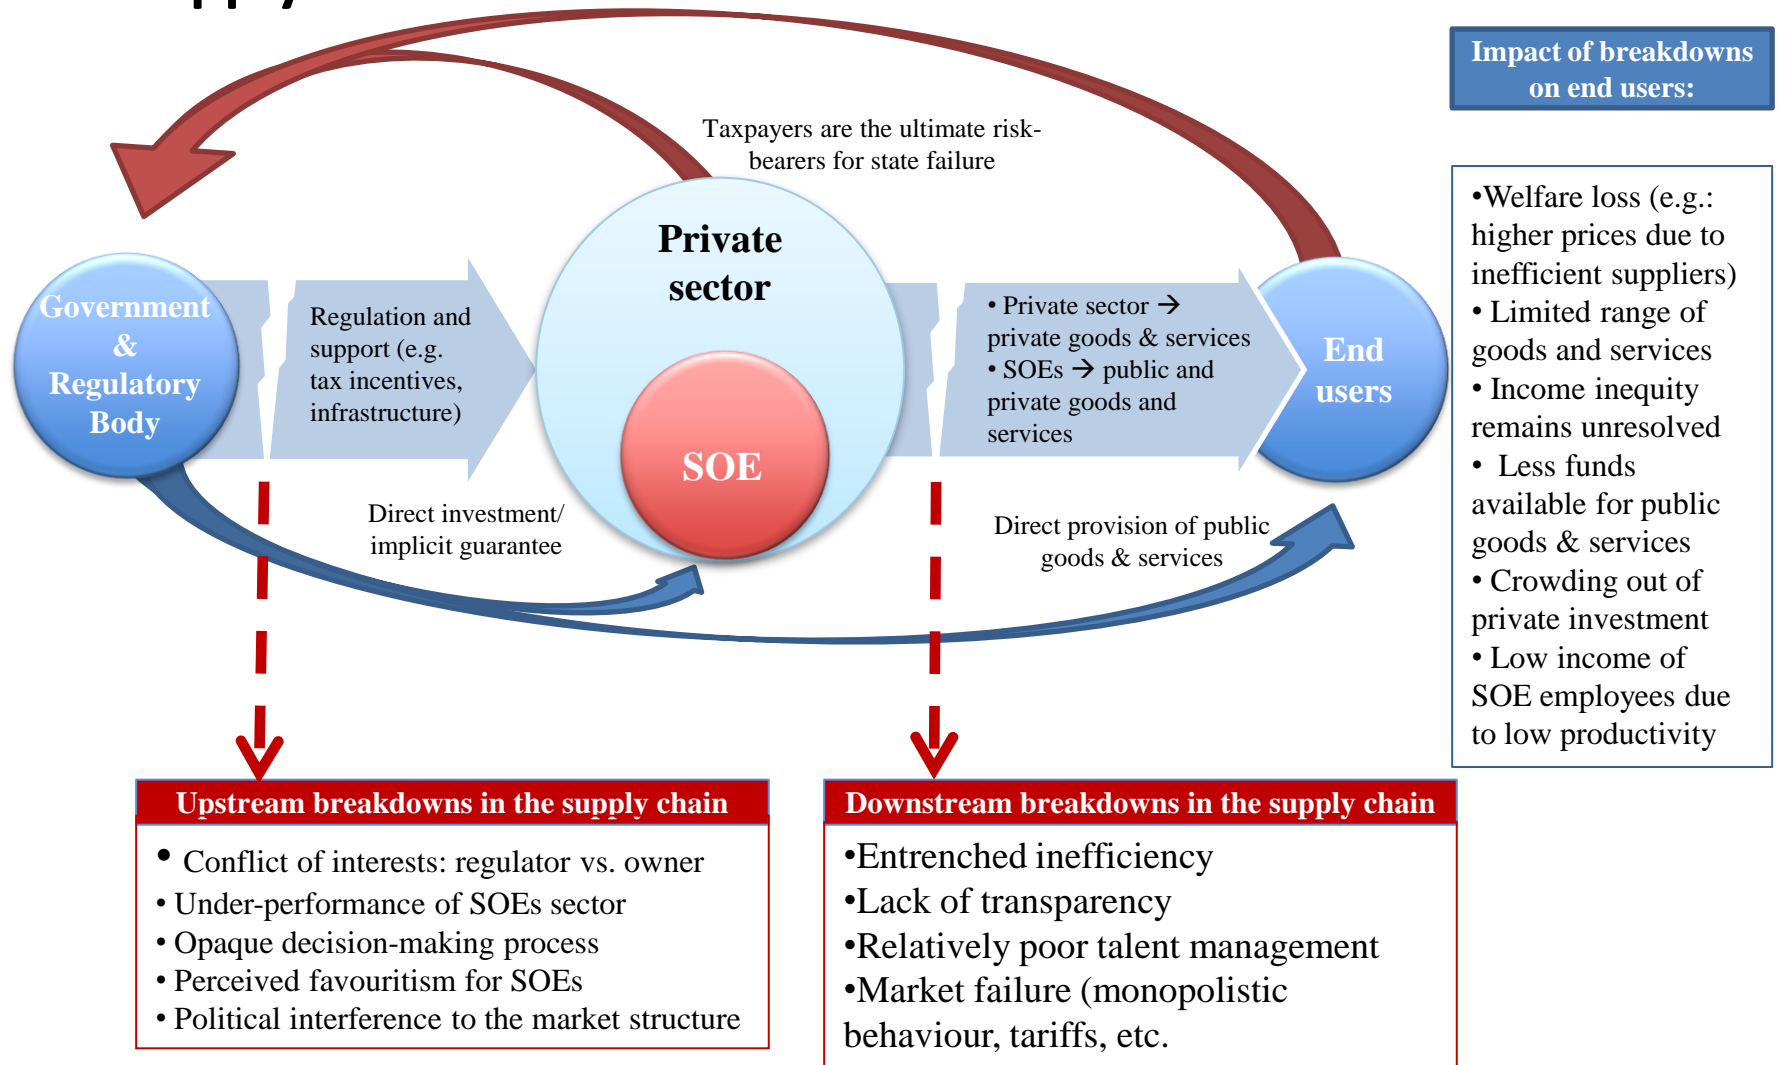 Impact of breakdowns
on end users:
Taxpayers are the ultimate risk-
bearers for state failure
Private
sector
Government
&
Regulatory
Body
Regulation and
support (e.g.
tax incentives,
infrastructure)
SOE
• Private sector →
private goods & services
• SOEs → public and
private goods and
services
End
users
Direct investment/
implicit guarantee
Direct provision of public
goods & services
•Welfare loss (e.g.:
higher prices due to
inefficient suppliers)
• Limited range of
goods and services
• Income inequity
remains unresolved
• Less funds
available for public
goods & services
• Crowding out of
private investment
• Low income of
SOE employees due
to low productivity
Upstream breakdowns in the supply chain
• Conflict of interests: regulator vs. owner
• Under-performance of SOEs sector
• Opaque decision-making process
• Perceived favouritism for SOEs
• Political interference to the market structure
Downstream breakdowns in the supply chain
•Entrenched inefficiency
•Lack of transparency
•Relatively poor talent management
•Market failure (monopolistic
behaviour, tariffs, etc.